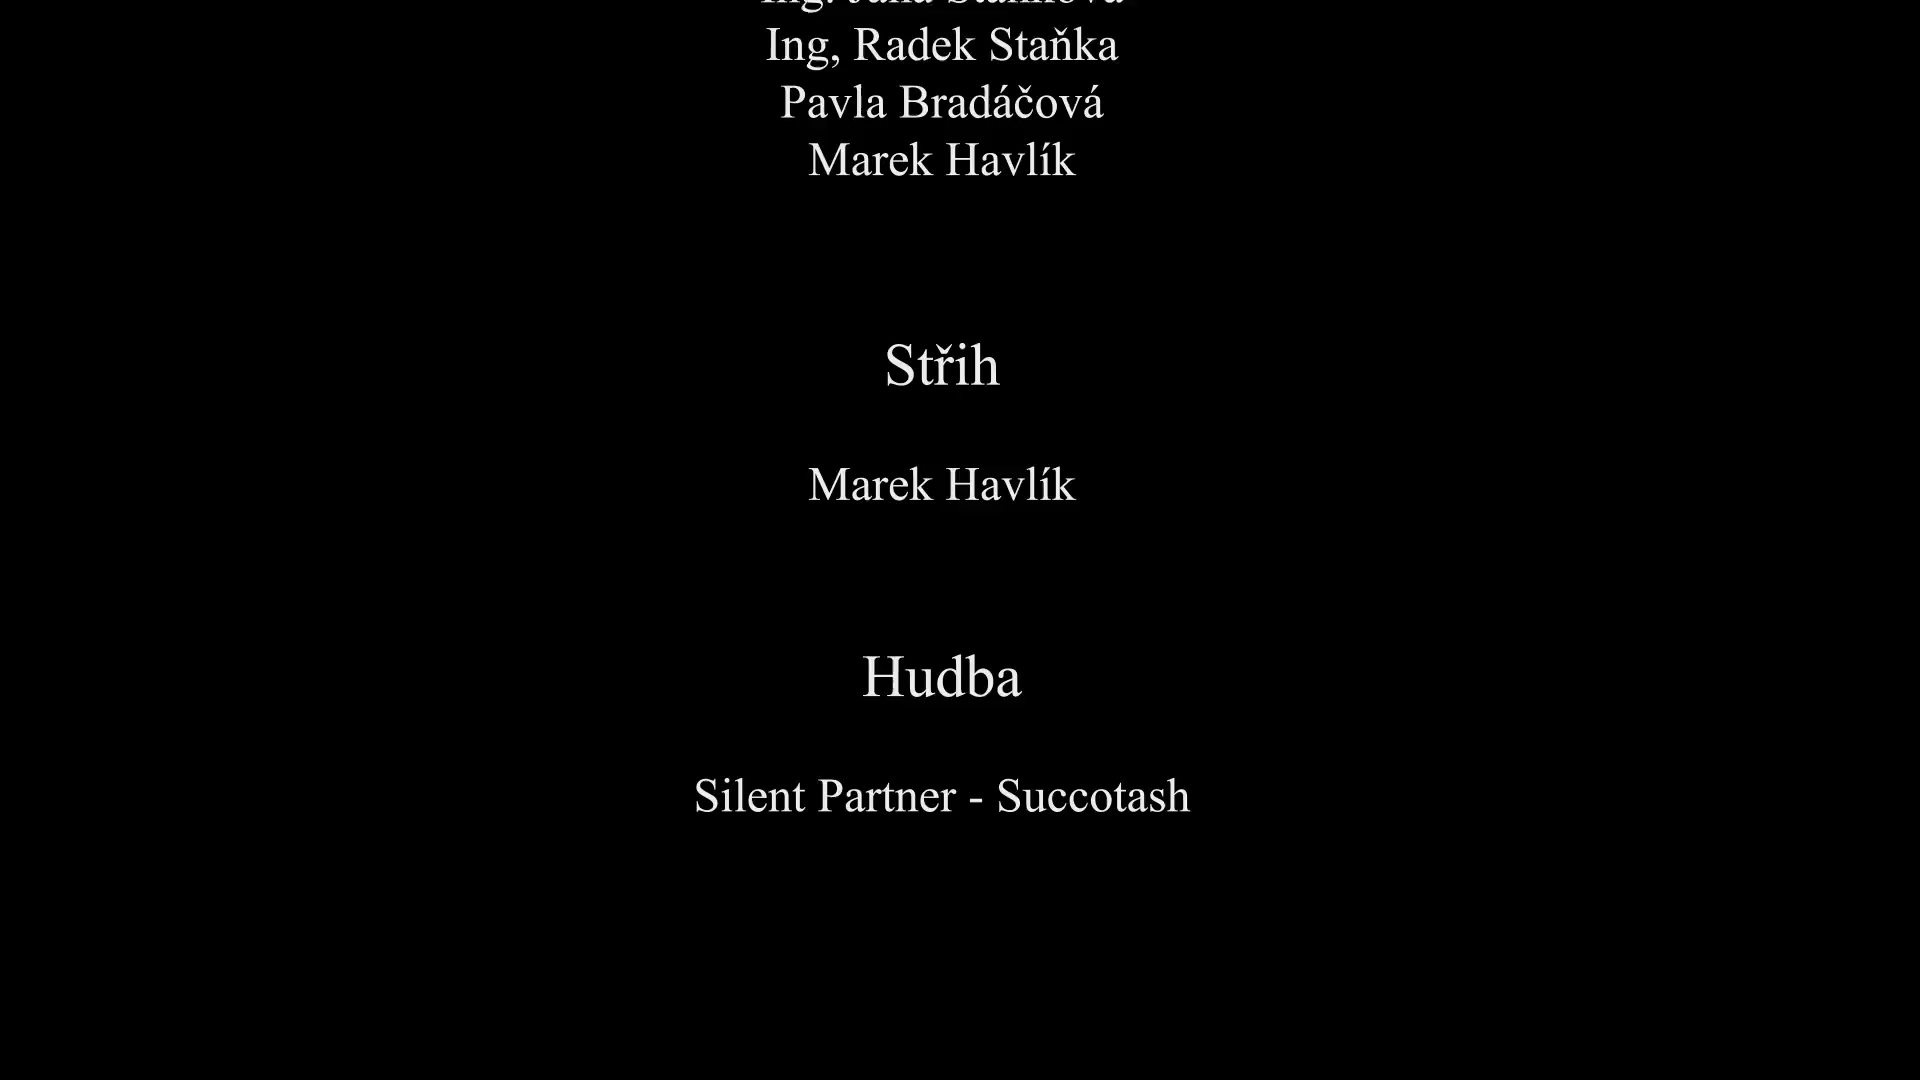 Ing, Radek Staňka
Pavla Bradáčová
Marek Havlík
Střih
Marek Havlík
Hudba
Silent Partner - Succotash